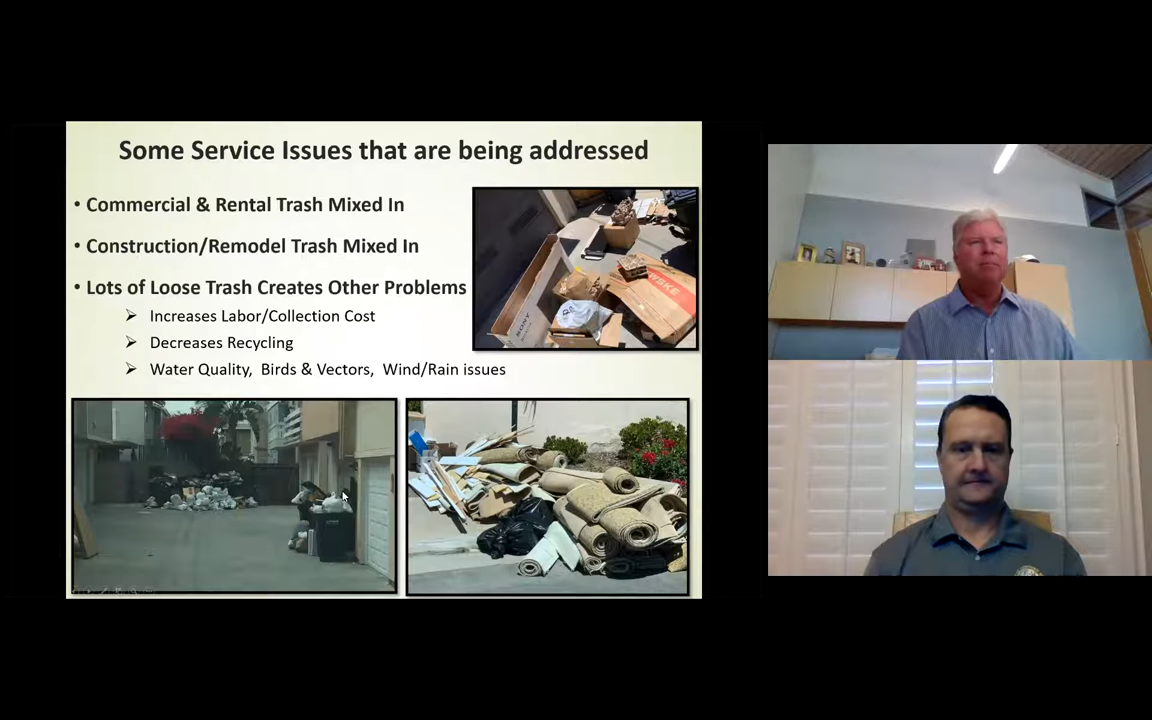 Some Service Issues that are being addressed
• Commercial & Rental Trash Mixed In
• Construction/Remodel Trash Mixed In
• Lots of Loose Trash Creates Other Problems
➢ Increases Labor/Collection Cost
➢ Decreases Recycling
➢ Water Quality, Birds & Vectors, Wind/Rain issues
SONY